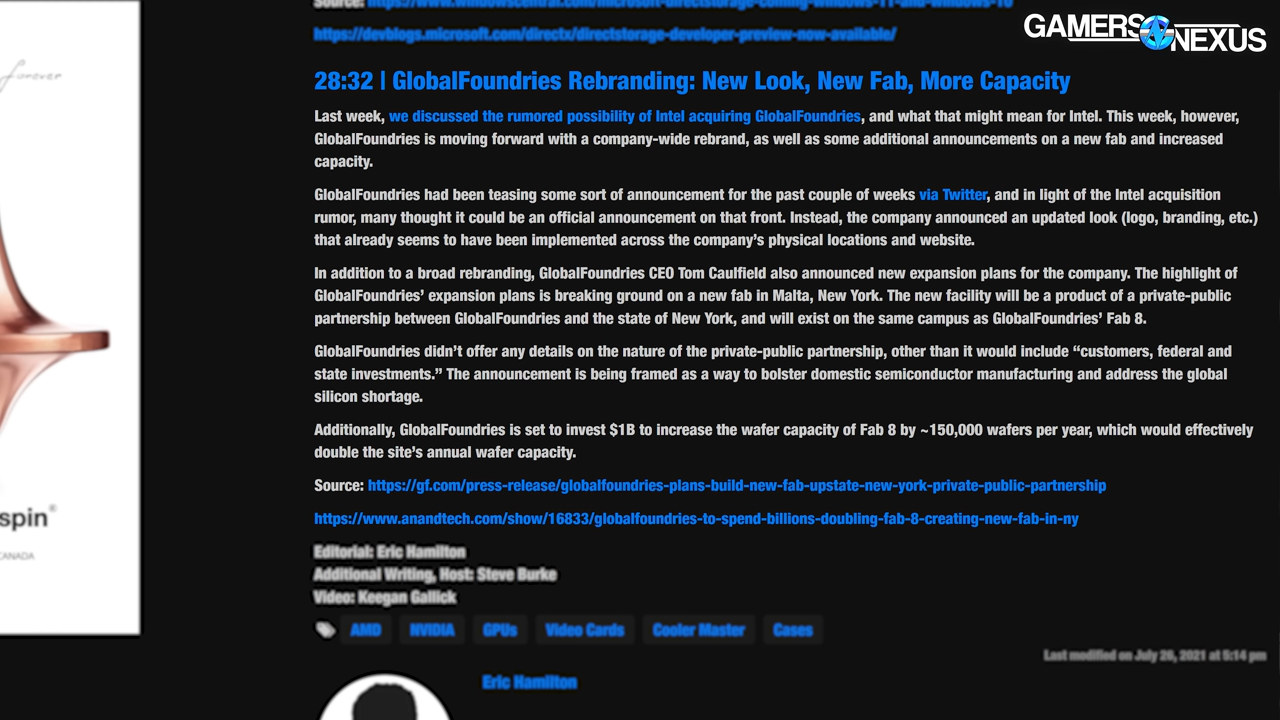 Source: https://www.windowscentral.com/microsoft-directstorage-coming-windows-11-and-windows-10
https://devblogs.microsoft.com/directx/directstorage-developer-preview-now-available/
GAMERS NEXUS
forever
28:32 | GlobalFoundries Rebranding: New Look, New Fab, More Capacity
Last week, we discussed the rumored possibility of Intel acquiring GlobalFoundries, and what that might mean for Intel. This week, however,
GlobalFoundries is moving forward with a company-wide rebrand, as well as some additional announcements on a new fab and increased
capacity.
GlobalFoundries had been teasing some sort of announcement for the past couple of weeks via Twitter, and in light of the Intel acquisition
rumor, many thought it could be an official announcement on that front. Instead, the company announced an updated look (logo, branding, etc.)
that already seems to have been implemented across the company’s physical locations and website.
In addition to a broad rebranding, GlobalFoundries CEO Tom Caulfield also announced new expansion plans for the company. The highlight of
GlobalFoundries’ expansion plans is breaking ground on a new fab in Malta, New York. The new facility will be a product of a private-public
partnership between GlobalFoundries and the state of New York, and will exist on the same campus as GlobalFoundries’ Fab 8.
GlobalFoundries didn’t offer any details on the nature of the private-public partnership, other than it would include “customers, federal and
state investments.” The announcement is being framed as a way to bolster domestic semiconductor manufacturing and address the global
silicon shortage.
Additionally, GlobalFoundries is set to invest $1B to increase the wafer capacity of Fab 8 by ~150,000 wafers per year, which would effectively
double the site’s annual wafer capacity.
Source: https://gf.com/press-release/globalfoundries-plans-build-new-fab-upstate-new-york-private-public-partnership
https://www.anandtech.com/show/16833/globalfoundries-to-spend-billions-doubling-fab-8-creating-new-fab-in-ny
spin®
CANADA
Editorial: Eric Hamilton
Additional Writing, Host: Steve Burke
Video: Keegan Gallick
AMD NVIDIA GPUs Video Cards Cooler Master Cases
Last modified on July 26, 2021 at 5:14 pm
Eric Hamilton